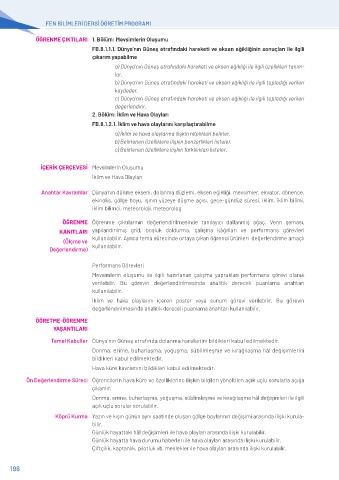 FEN BİLİMLERİ DERSİ ÖĞRETİM PROGRAMI
ÖĞRENME ÇIKTILARI 1. Bölüm: Mevsimlerin Oluşumu
FB.8.1.1.1. Dünya'nın Güneş etrafındaki hareketi ve eksen eğikliğinin sonuçları ile ilgili
çıkarım yapabilme
a) Dünya'nın Güneş etrafındaki hareketi ve eksen eğikliği ile ilgili özellikleri tanım-
lar.
b) Dünya'nın Güneş etrafındaki hareketi ve eksen eğikliği ile ilgili topladığı verileri
kaydeder.
c) Dünya'nın Güneş etrafındaki hareketi ve eksen eğikliği ile ilgili topladığı verileri
değerlendirir.
2. Bölüm: İklim ve Hava Olayları
FB.8.1.2.1. İklim ve hava olaylarını karşılaştırabilme
a) İklim ve hava olaylarına ilişkin nitelikleri belirler.
b) Belirlenen özelliklere ilişkin benzerlikleri listeler.
c) Belirlenen özelliklere ilişkin farklılıkları listeler.
İÇERİK ÇERÇEVESİ Mevsimlerin Oluşumu
İklim ve Hava Olayları
Anahtar Kavramlar Dünya'nın dönme ekseni, dolanma düzlemi, eksen eğikliği, mevsimler, ekvator, dönence,
ekinoks, gölge boyu, ışının yüzeye düşme açısı, gece-gündüz süresi, iklim, iklim bilimi,
iklim bilimci, meteoroloji, meteorolog
ÖĞRENME KANITLARI (Ölçme ve Değerlendirme) Öğrenme çıktılarının değerlendirilmesinde tanılayıcı dallanmış ağaç, Venn şeması,
yapılandırılmış grid, boşluk doldurma, çalışma kâğıtları ve performans görevleri
kullanılabilir. Ayrıca tema sürecinde ortaya çıkan öğrenci ürünleri değerlendirme amaçlı
kullanılabilir.
Performans Görevleri
Mevsimlerin oluşumu ile ilgili hazırlanan çalışma yaprakları performans görevi olarak
verilebilir. Bu görevin değerlendirilmesinde analitik dereceli puanlama anahtarı
kullanılabilir.
İklim ve hava olaylarını içeren poster veya sunum görevi verilebilir. Bu görevin
değerlendirilmesinde analitik dereceli puanlama anahtarı kullanılabilir.
ÖĞRETME-ÖĞRENME
YAŞANTILARI
Temel Kabuller Dünya'nın Güneş etrafında dolanma hareketini bildikleri kabul edilmektedir.
Donma, erime, buharlaşma, yoğuşma, süblimleşme ve kırağılaşma hâl değişimlerini
bildikleri kabul edilmektedir.
Hava küre kavramını bildikleri kabul edilmektedir.
Ön Değerlendirme Süreci Öğrencilerin hava küre ve özelliklerine ilişkin bilgileri yöneltilen açık uçlu sorularla açığa
çıkarılır.
Donma, erime, buharlaşma, yoğuşma, süblimleşme ve kırağılaşma hâl değişimleri ile ilgili
açık uçlu sorular sorulabilir.
Köprü Kurma Yazın ve kışın günün aynı saatinde oluşan gölge boylarının değişimi arasında ilişki kurula-
bilir.
Günlük hayattaki hâl değişimleri ile hava olayları arasında ilişki kurulabilir.
Günlük hayatta hava durumu haberleri ile hava olayları arasında ilişki kurulabilir.
Çiftçilik, kaptanlık, pilotluk vb. meslekler ile hava olayları arasında ilişki kurulabilir.
196